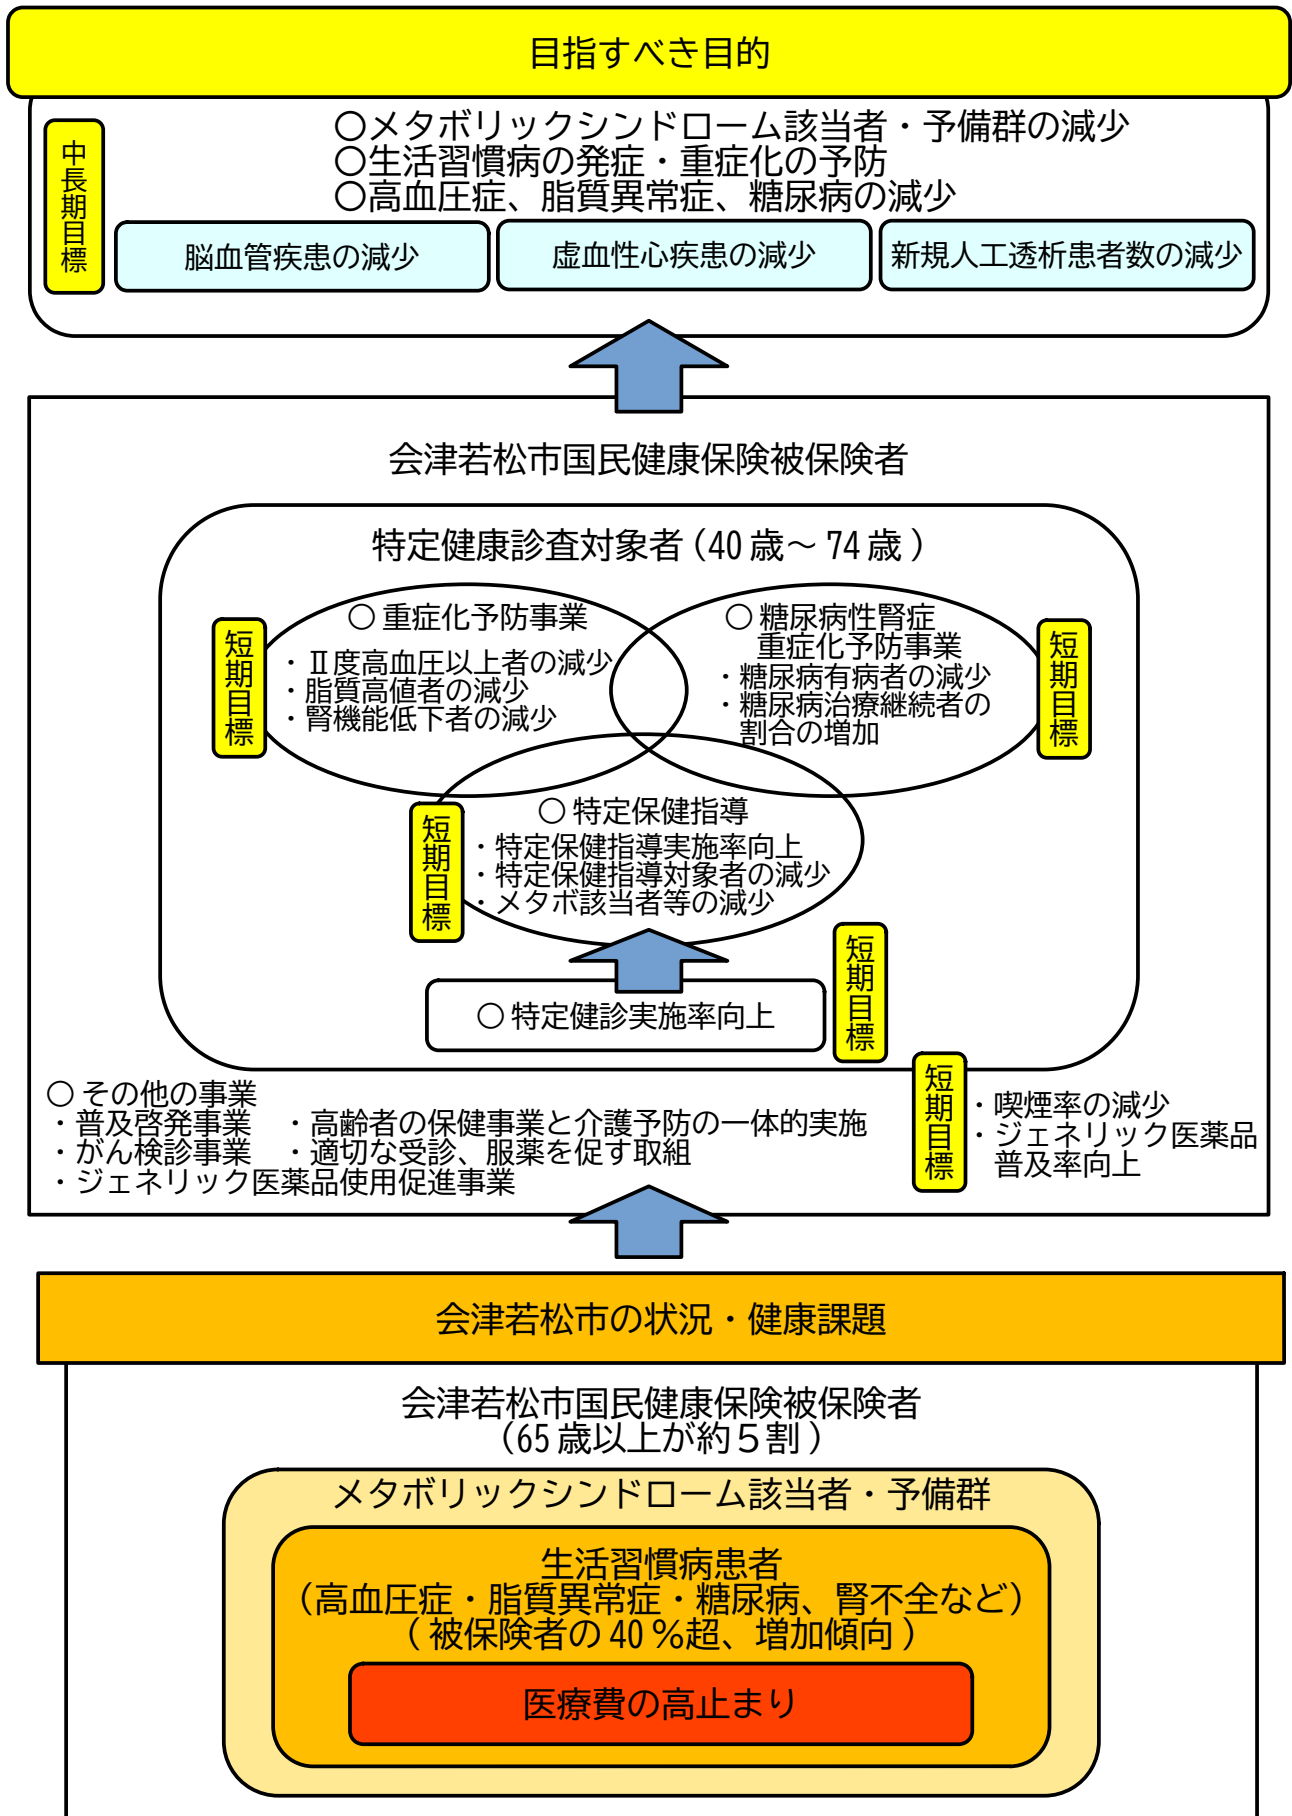 目指すべき目的
中長期目標
○メタボリックシンドローム該当者・予備群の減少
○生活習慣病の発症・重症化の予防
○高血圧症、脂質異常症、糖尿病の減少
脳血管疾患の減少
虚血性心疾患の減少
新規人工透析患者数の減少
会津若松市国民健康保険被保険者
特定健康診査対象者(40歳～74歳)
短期目標
○重症化予防事業
・Ⅱ度高血圧以上者の減少
・脂質高値者の減少
・腎機能低下者の減少
○糖尿病性腎症
重症化予防事業
・糖尿病有病者の減少
・糖尿病治療継続者の
割合の増加
短期目標
短期目標
○特定保健指導
・特定保健指導実施率向上
・特定保健指導対象者の減少
・メタボ該当者等の減少
○特定健診実施率向上
短期目標
○その他の事業
・普及啓発事業　・高齢者の保健事業と介護予防の一体的実施
・がん検診事業　・適切な受診、服薬を促す取組
・ジェネリック医薬品使用促進事業
短期目標
・喫煙率の減少
・ジェネリック医薬品
普及率向上
会津若松市の状況・健康課題
会津若松市国民健康保険被保険者
(65歳以上が約５割)
メタボリックシンドローム該当者・予備群
生活習慣病患者
(高血圧症・脂質異常症・糖尿病、腎不全など)
(被保険者の40％超、増加傾向)
医療費の高止まり